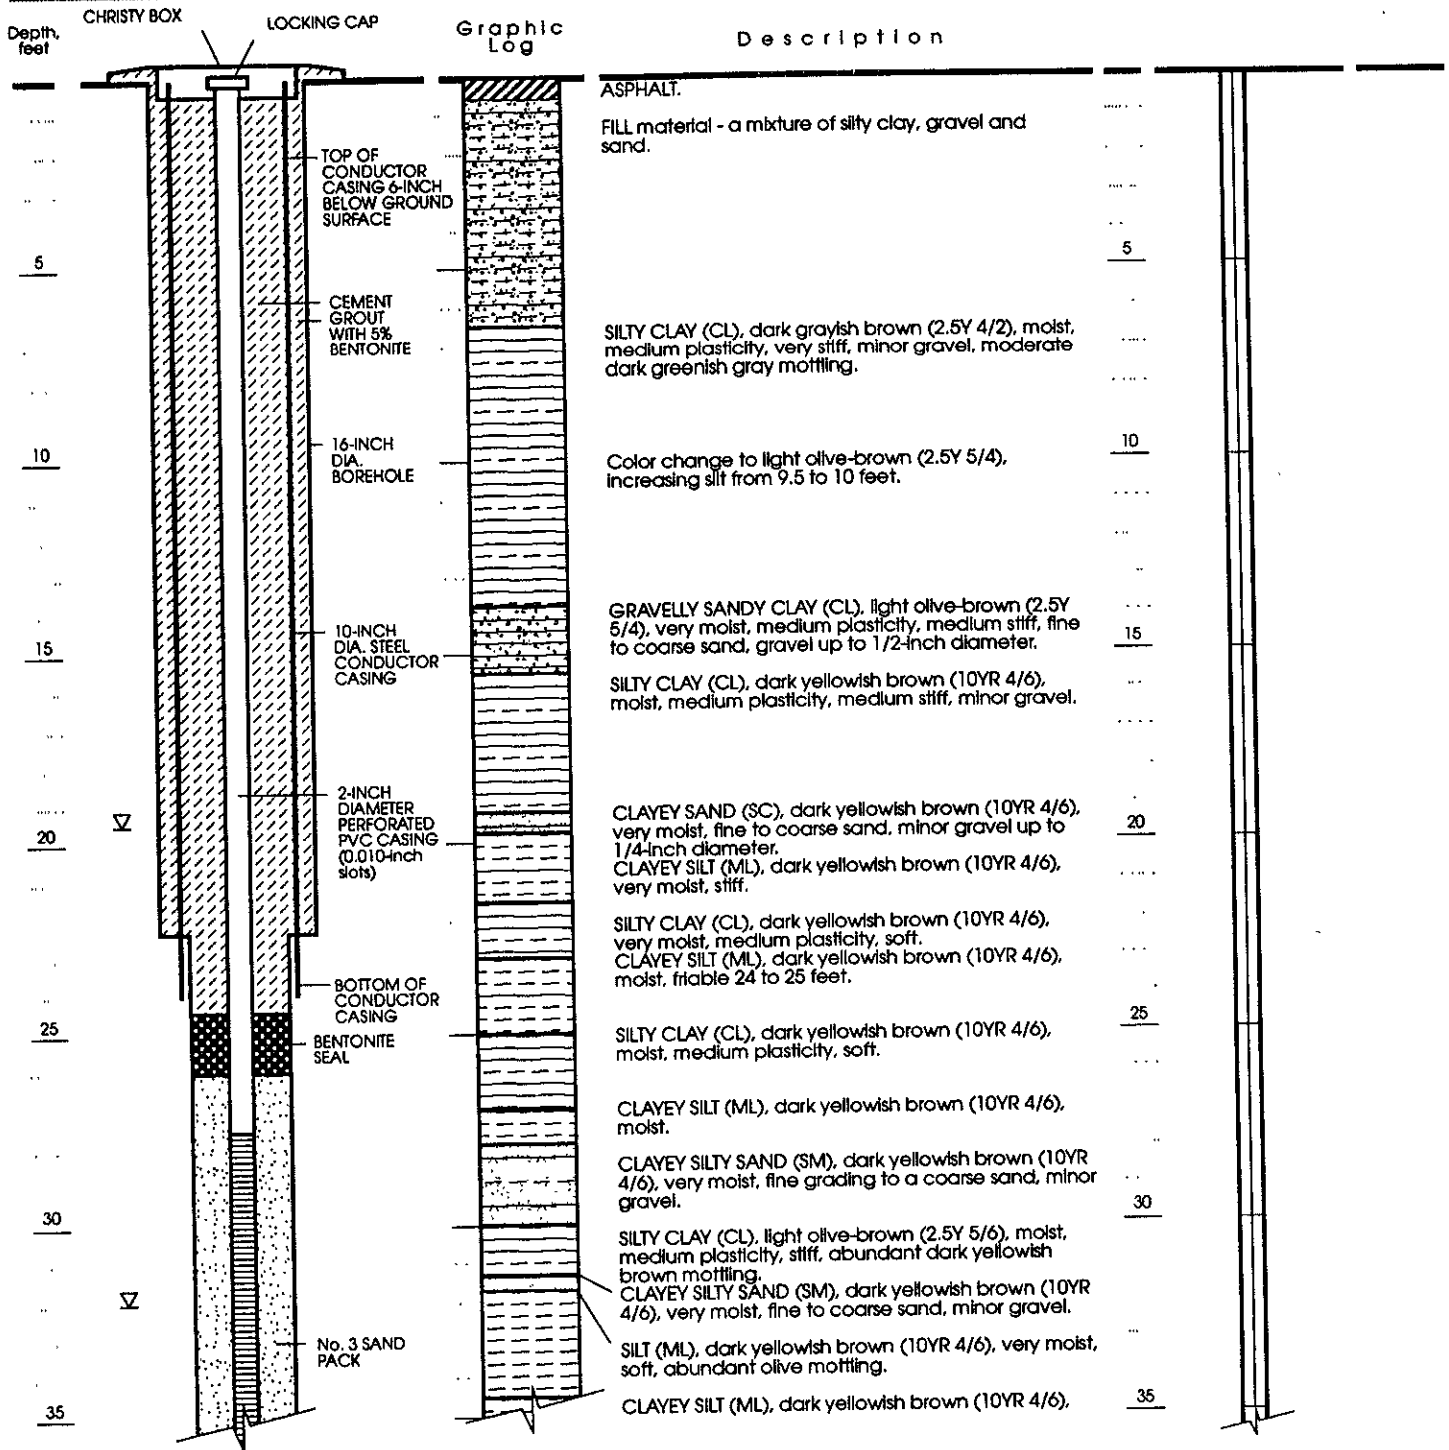 CHRISTY BOX
LOCKING CAP
Depth,
feet
Graphic
Log
Description
TOP OF
CONDUCTOR
CASING 6-INCH
BELOW GROUND
SURFACE
5
CEMENT
GROUT
WITH 5%
BENTONITE
10
16-INCH
DIA.
BOREHOLE
15
10-INCH
DIA. STEEL
CONDUCTOR
CASING
20
2-INCH
DIAMETER
PERFORATED
PVC CASING
(0.010-inch
slots)
BOTTOM OF
CONDUCTOR
CASING
25
BENTONITE
SEAL
30
No. 3 SAND
PACK
35
ASPHALT.
FILL material - a mixture of silty clay, gravel and
sand.
SILTY CLAY (CL), dark grayish brown (2.5Y 4/2), moist,
medium plasticity, very stiff, minor gravel, moderate
dark greenish gray mottling.
Color change to light olive-brown (2.5Y 5/4),
increasing silt from 9.5 to 10 feet.
GRAVELLY SANDY CLAY (CL), light olive-brown (2.5Y
5/4), very moist, medium plasticity, medium stiff, fine
to coarse sand, gravel up to 1/2-inch diameter.
SILTY CLAY (CL), dark yellowish brown (10YR 4/6),
moist, medium plasticity, medium stiff, minor gravel.
CLAYEY SAND (SC), dark yellowish brown (10YR 4/6),
very moist, fine to coarse sand, minor gravel up to
1/4-inch diameter.
CLAYEY SILT (ML), dark yellowish brown (10YR 4/6),
very moist, stiff.
SILTY CLAY (CL), dark yellowish brown (10YR 4/6),
very moist, medium plasticity, soft.
CLAYEY SILT (ML), dark yellowish brown (10YR 4/6),
moist, friable 24 to 25 feet.
SILTY CLAY (CL), dark yellowish brown (10YR 4/6),
moist, medium plasticity, soft.
CLAYEY SILT (ML), dark yellowish brown (10YR 4/6),
moist.
CLAYEY SILTY SAND (SM), dark yellowish brown (10YR
4/6), very moist, fine grading to a coarse sand, minor
gravel.
SILTY CLAY (CL), light olive-brown (2.5Y 5/6), moist,
medium plasticity, stiff, abundant dark yellowish
brown mottling.
CLAYEY SILTY SAND (SM), dark yellowish brown (10YR
4/6), very moist, fine to coarse sand, minor gravel.
SILT (ML), dark yellowish brown (10YR 4/6), very moist,
soft, abundant olive mottling.
CLAYEY SILT (ML), dark yellowish brown (10YR 4/6),
5
10
15
20
25
30
35